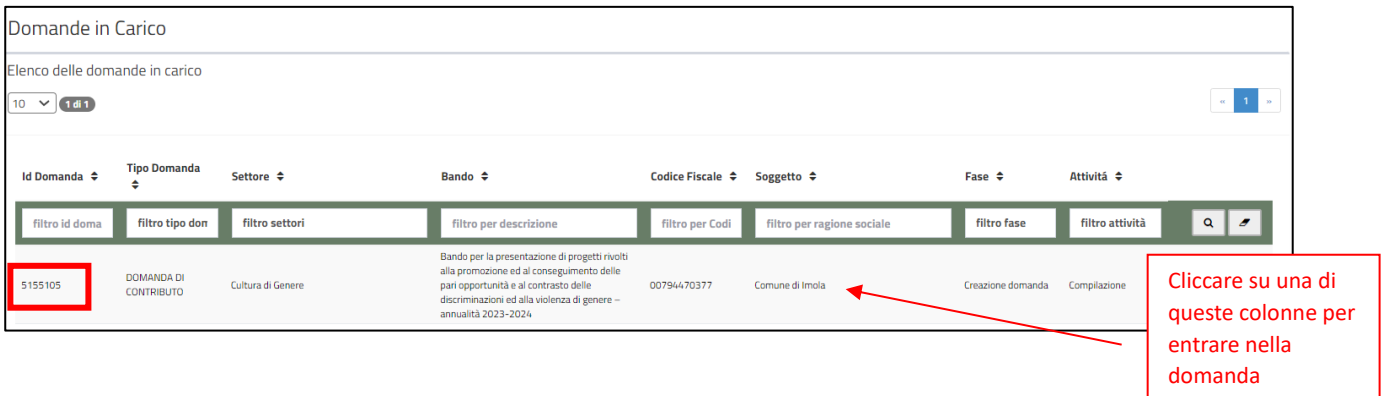 Domande in Carico
Elenco delle domande in carico
10 1 di 1
« 1 »
Id Domanda Tipo Domanda Settore Bando Codice Fiscale Soggetto Fase Attività
filtro id doma filtro tipo don filtro settori filtro per descrizione filtro per Codi filtro per ragione sociale filtro fase filtro attività
5155105
DOMANDA DI
CONTRIBUTO
Cultura di Genere
Bando per la presentazione di progetti rivolti
alla promozione ed al conseguimento delle
pari opportunità e al contrasto delle
discriminazioni ed alla violenza di genere –
annualità 2023-2024
00794470377
Comune di Imola
Creazione domanda
Compilazione
Cliccare su una di
queste colonne per
entrare nella
domanda